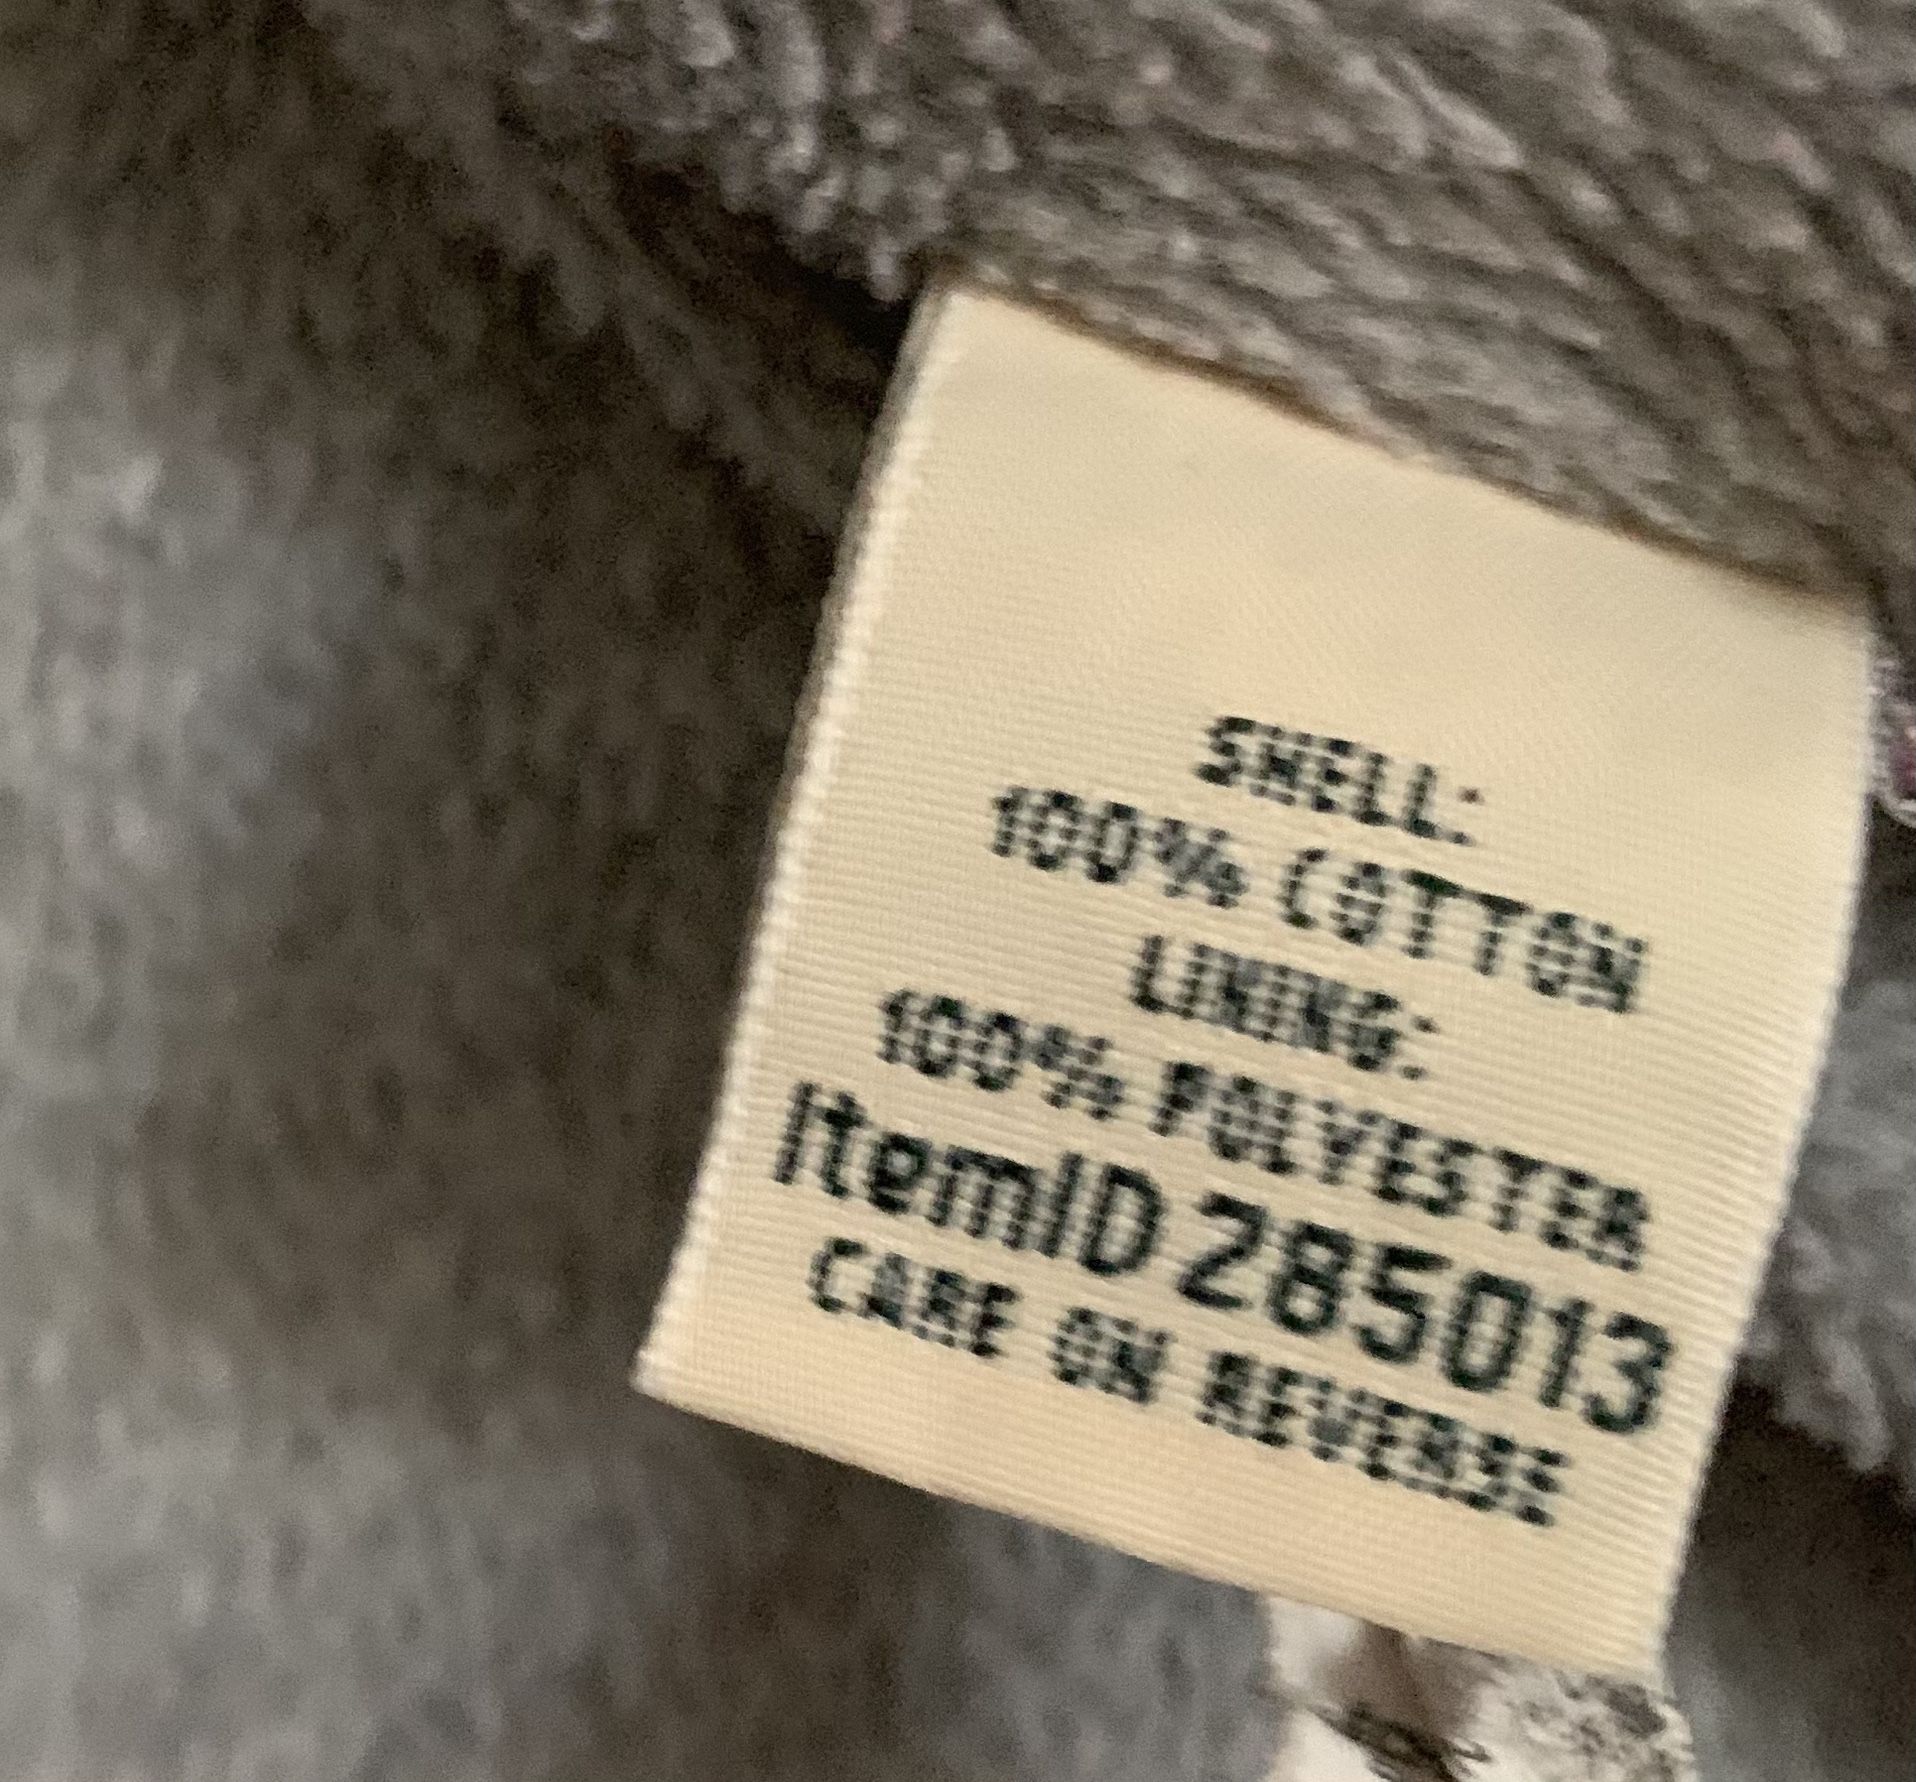 SHELL:
100% COTTON
LINING:
100% POLYESTER
ItemID 285013
CARE ON REVERSE